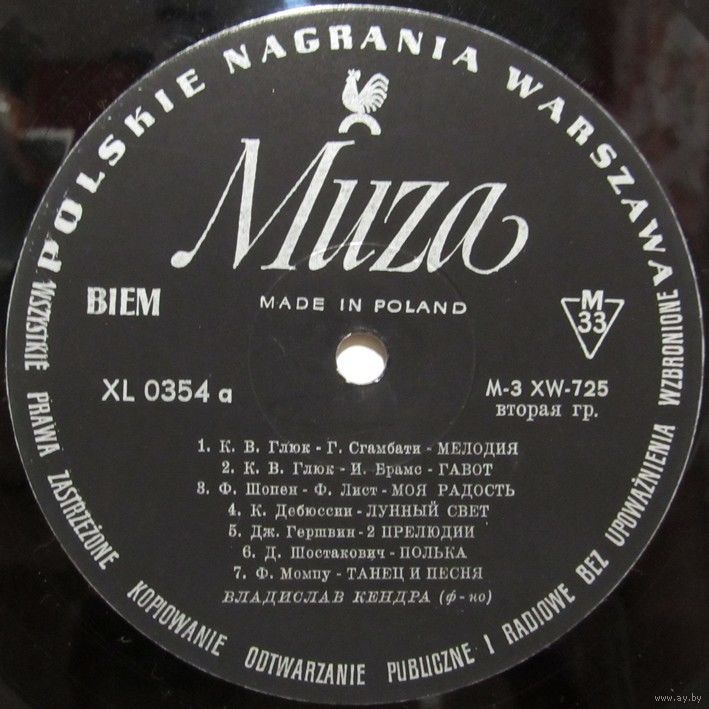 POLSKIE NAGRANIA WARSZAWA
Muza
MADE IN POLAND
BIEM
M
33
XL 0354 a
M-3 XW-725
вторая гр.
1. К. В. Глюк - Г. Сгамбати - МЕЛОДИЯ
2. К. В. Глюк - И. Брамс - ГАВОТ
3. Ф. Шопен - Ф. Лист - МОЯ РАДОСТЬ
4. К. Дебюсси - ЛУННЫЙ СВЕТ
5. Дж. Гершвин - 2 ПРЕЛЮДИИ
6. Д. Шостакович - ПОЛЬКА
7. Ф. Момпу - ТАНЕЦ И ПЕСНЯ
ВЛАДИСЛАВ КЕНДРА (ф-но)
WSZYSTKIE PRAWA ZASTRZEŻONE KOPIOWANIE ODTWARZANIE PUBLICZNE I RADIOWE BEZ UPOWAŻNIENIA WZBRONIONE
www.ay.by